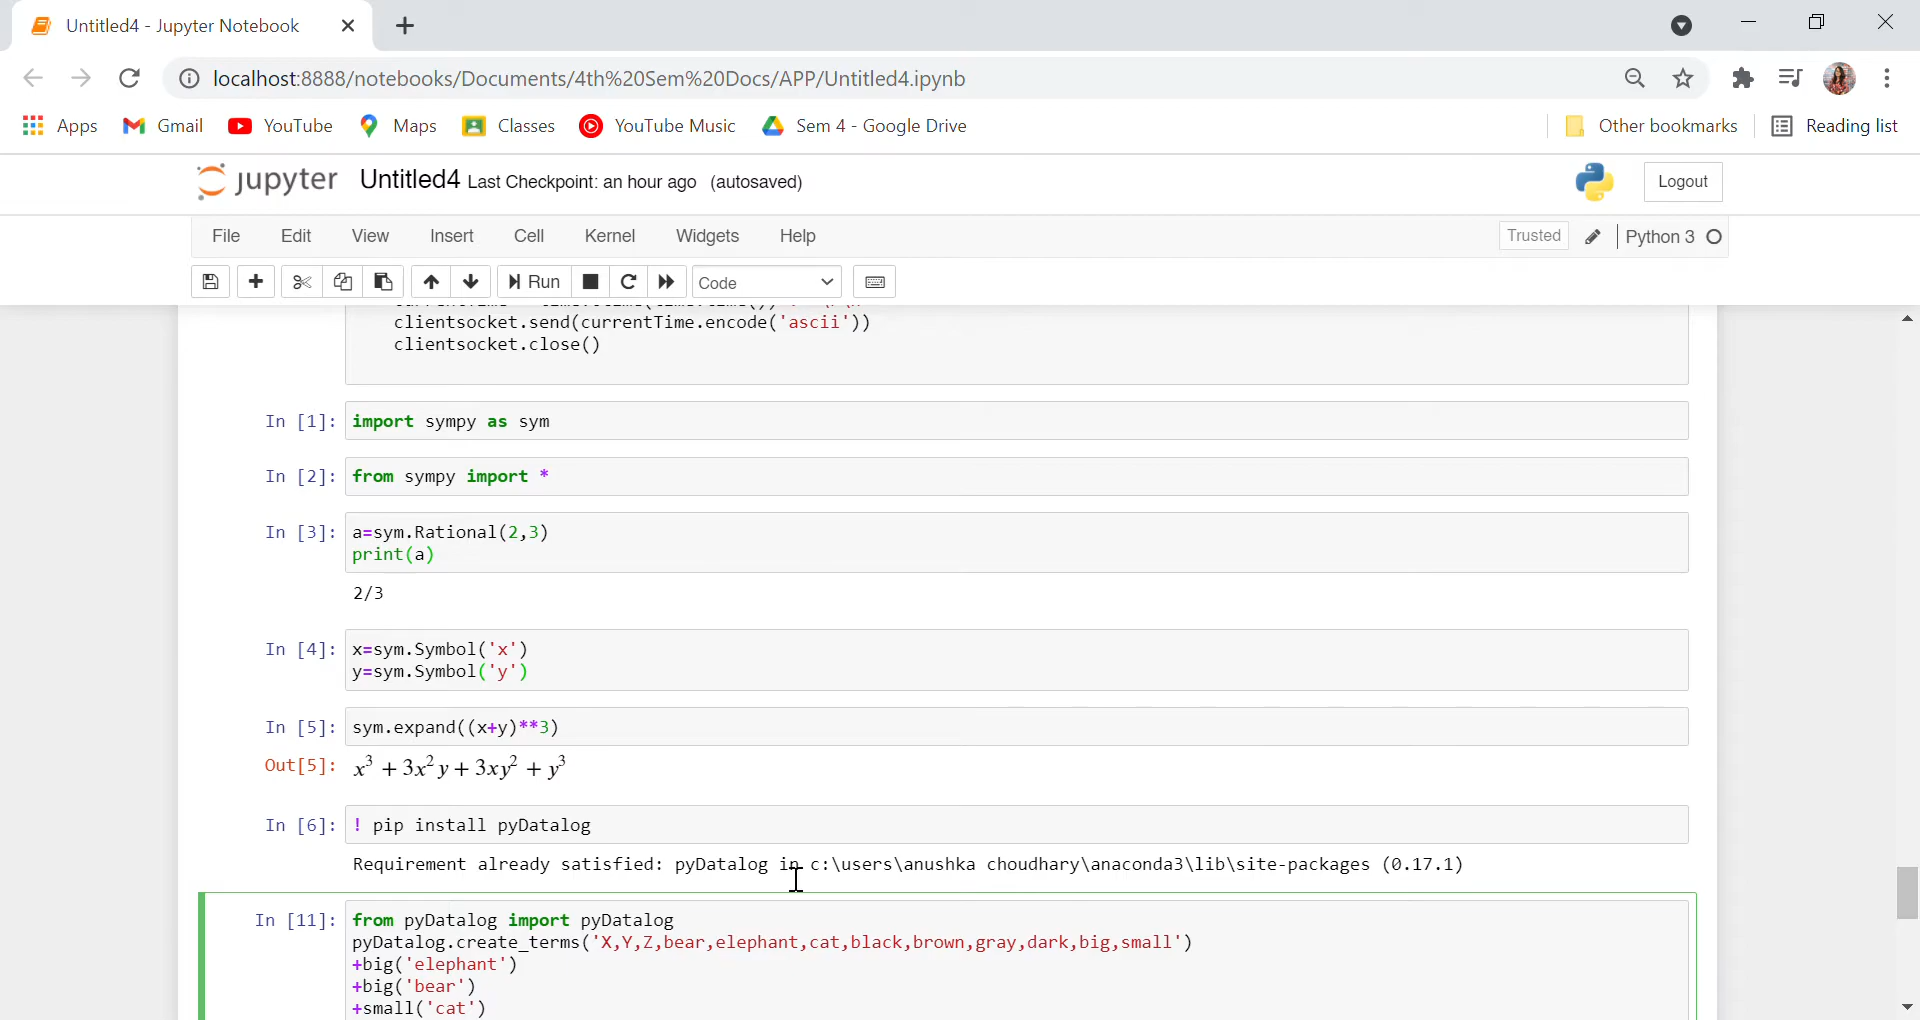 Untitled4 - Jupyter Notebook
localhost:8888/notebooks/Documents/4th%20Sem%20Docs/APP/Untitled4.ipynb
Apps Gmail YouTube Maps Classes YouTube Music Sem 4 - Google Drive Other bookmarks Reading list
jupyter Untitled4 Last Checkpoint: an hour ago (autosaved) Logout
File Edit View Insert Cell Kernel Widgets Help Trusted Python 3
Run Code
clientsocket.send(currentTime.encode('ascii'))
clientsocket.close()
In [1]: import sympy as sym
In [2]: from sympy import *
In [3]: a=sym.Rational(2,3)
print(a)
2/3
In [4]: x=sym.Symbol('x')
y=sym.Symbol('y')
In [5]: sym.expand((x+y)**3)
Out[5]: x³ + 3x²y + 3xy² + y³
In [6]: ! pip install pyDatalog
Requirement already satisfied: pyDatalog in c:\users\anushka choudhary\anaconda3\lib\site-packages (0.17.1)
In [11]: from pyDatalog import pyDatalog
pyDatalog.create_terms('X,Y,Z,bear,elephant,cat,black,brown,gray,dark,big,small')
+big('elephant')
+big('bear')
+small('cat')